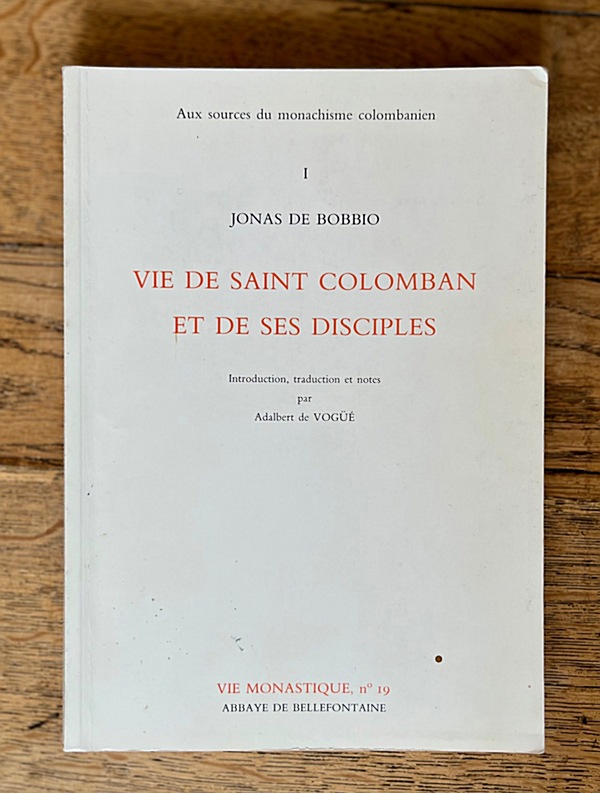 Aux sources du monachisme colombanien
I
JONAS DE BOBBIO
VIE DE SAINT COLOMBAN
ET DE SES DISCIPLES
Introduction, traduction et notes
par
Adalbert de VOGÜÉ
VIE MONASTIQUE, nº 19
ABBAYE DE BELLEFONTAINE